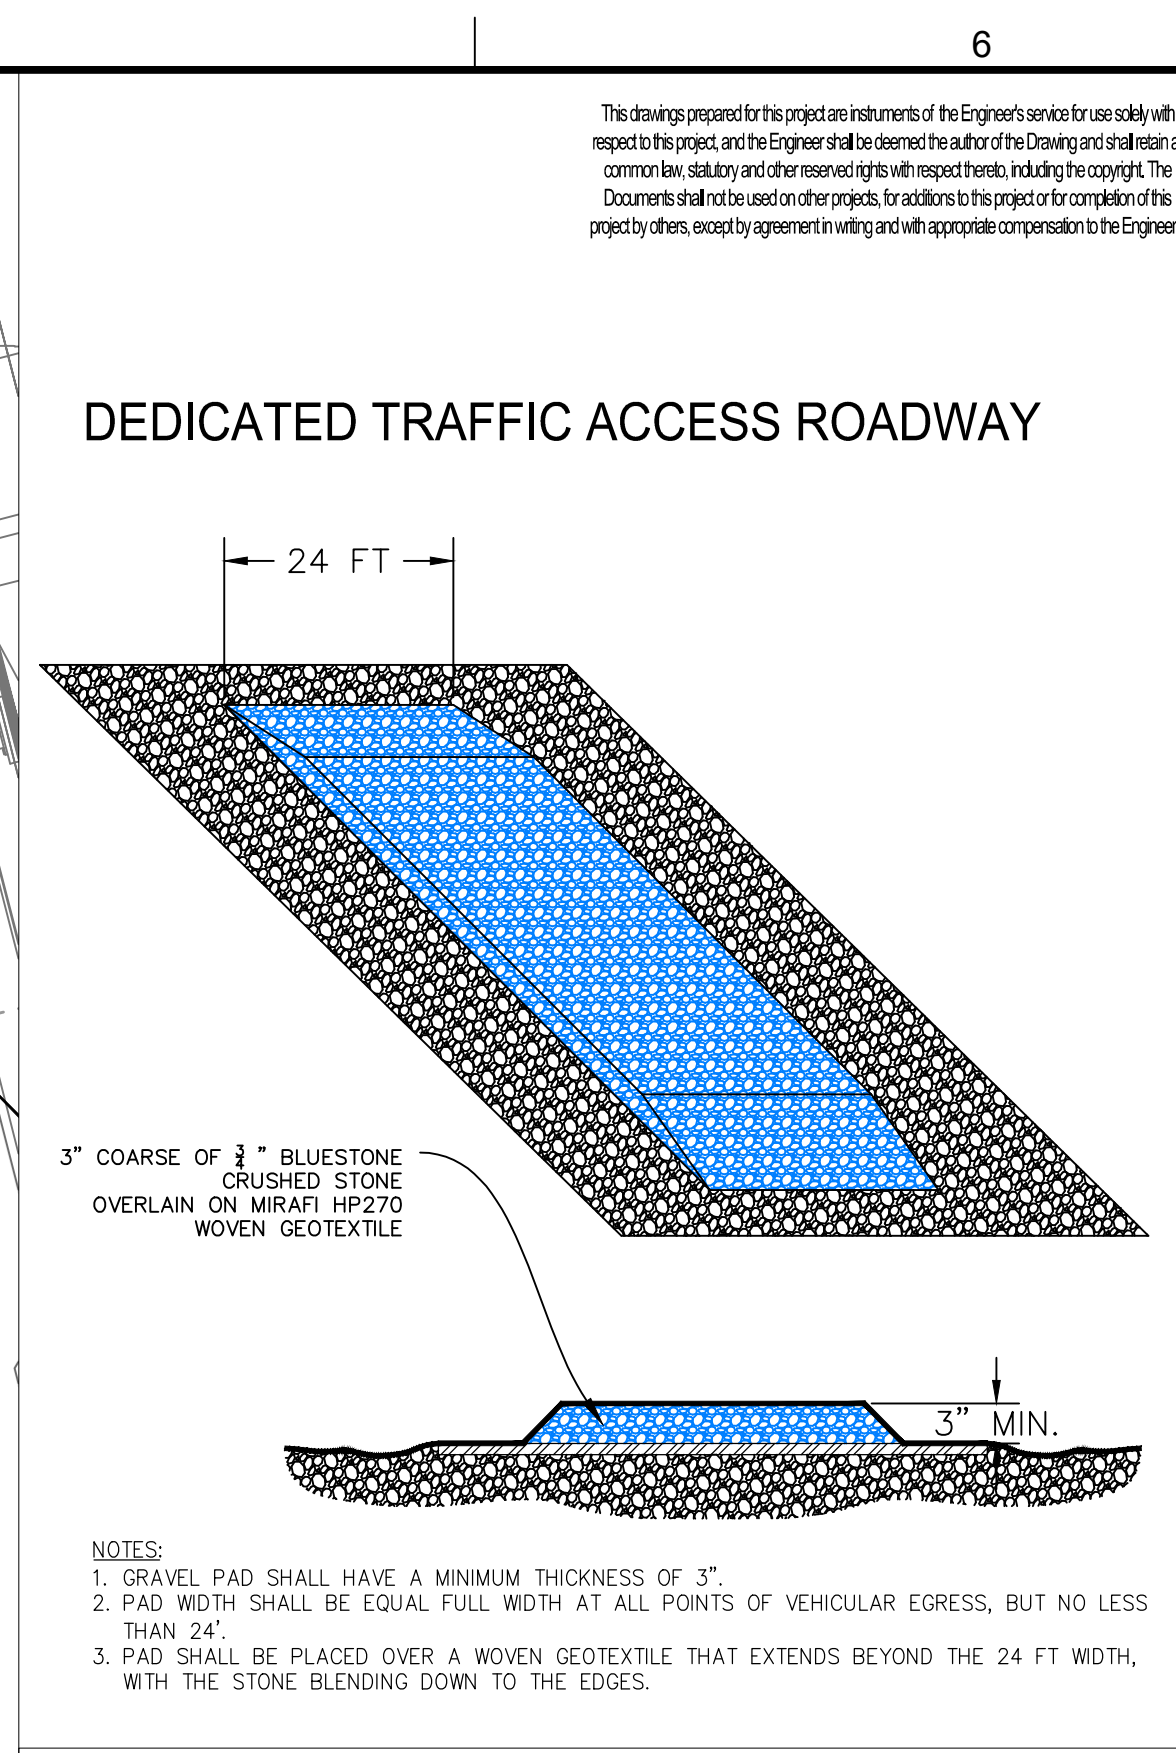 6
This drawings prepared for this project are instruments of the Engineer's service for use solely with
respect to this project, and the Engineer shall be deemed the author of the Drawing and shall retain a
common law, statutory and other reserved rights with respect thereto, including the copyright. The
Documents shall not be used on other projects, for additions to this project or for completion of this
project by others, except by agreement in writing and with appropriate compensation to the Engineer
DEDICATED TRAFFIC ACCESS ROADWAY
24 FT
3" COARSE OF 3/4 " BLUESTONE
CRUSHED STONE
OVERLAIN ON MIRAFI HP270
WOVEN GEOTEXTILE
3" MIN.
NOTES:
1. GRAVEL PAD SHALL HAVE A MINIMUM THICKNESS OF 3".
2. PAD WIDTH SHALL BE EQUAL FULL WIDTH AT ALL POINTS OF VEHICULAR EGRESS, BUT NO LESS
THAN 24'.
3. PAD SHALL BE PLACED OVER A WOVEN GEOTEXTILE THAT EXTENDS BEYOND THE 24 FT WIDTH,
WITH THE STONE BLENDING DOWN TO THE EDGES.